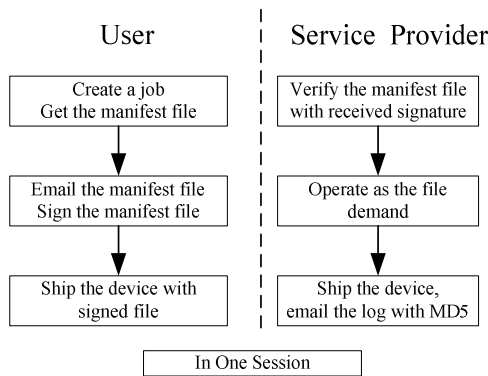 User
Create a job
Get the manifest file
Email the manifest file
Sign the manifest file
Ship the device with
signed file
Service Provider
Verify the manifest file
with received signature
Operate as the file
demand
Ship the device,
email the log with MD5
In One Session